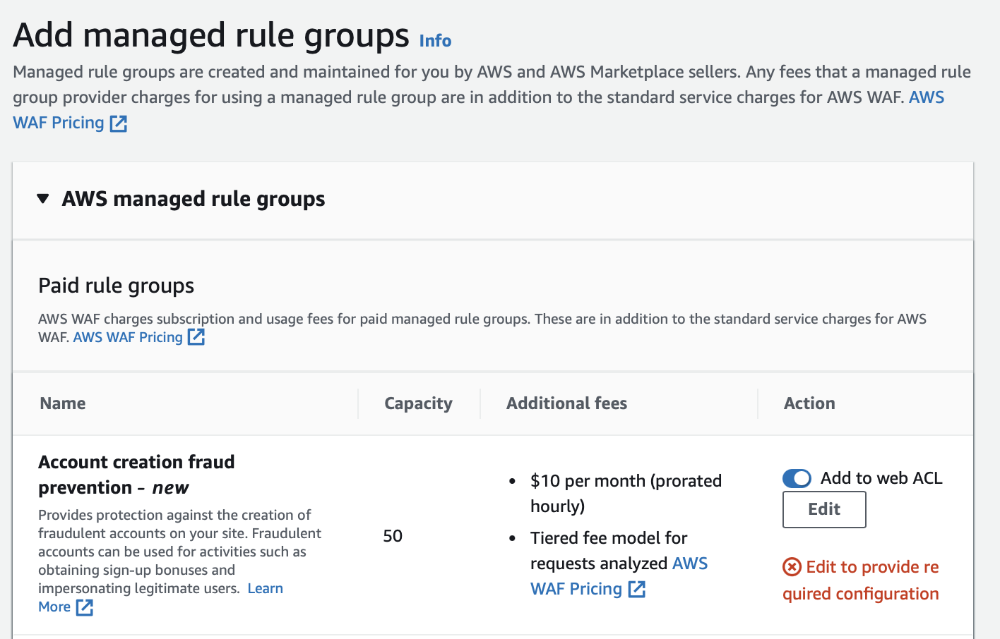 Add managed rule groups Info
Managed rule groups are created and maintained for you by AWS and AWS Marketplace sellers. Any fees that a managed rule
group provider charges for using a managed rule group are in addition to the standard service charges for AWS WAF. AWS
WAF Pricing
AWS managed rule groups
Paid rule groups
AWS WAF charges subscription and usage fees for paid managed rule groups. These are in addition to the standard service charges for AWS
WAF. AWS WAF Pricing
Name Capacity Additional fees Action
Account creation fraud
prevention - new
Provides protection against the creation of
fraudulent accounts on your site. Fraudulent
accounts can be used for activities such as
obtaining sign-up bonuses and
impersonating legitimate users. Learn
More
50
• $10 per month (prorated
hourly)
• Tiered fee model for
requests analyzed AWS
WAF Pricing
Add to web ACL
Edit
Edit to provide re
quired configuration